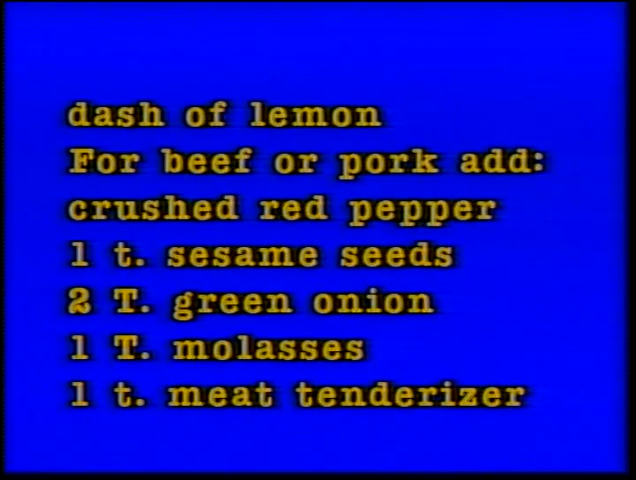 dash of lemon
For beef or pork add:
crushed red pepper
1 t. sesame seeds
2 T. green onion
1 T. molasses
1 t. meat tenderizer